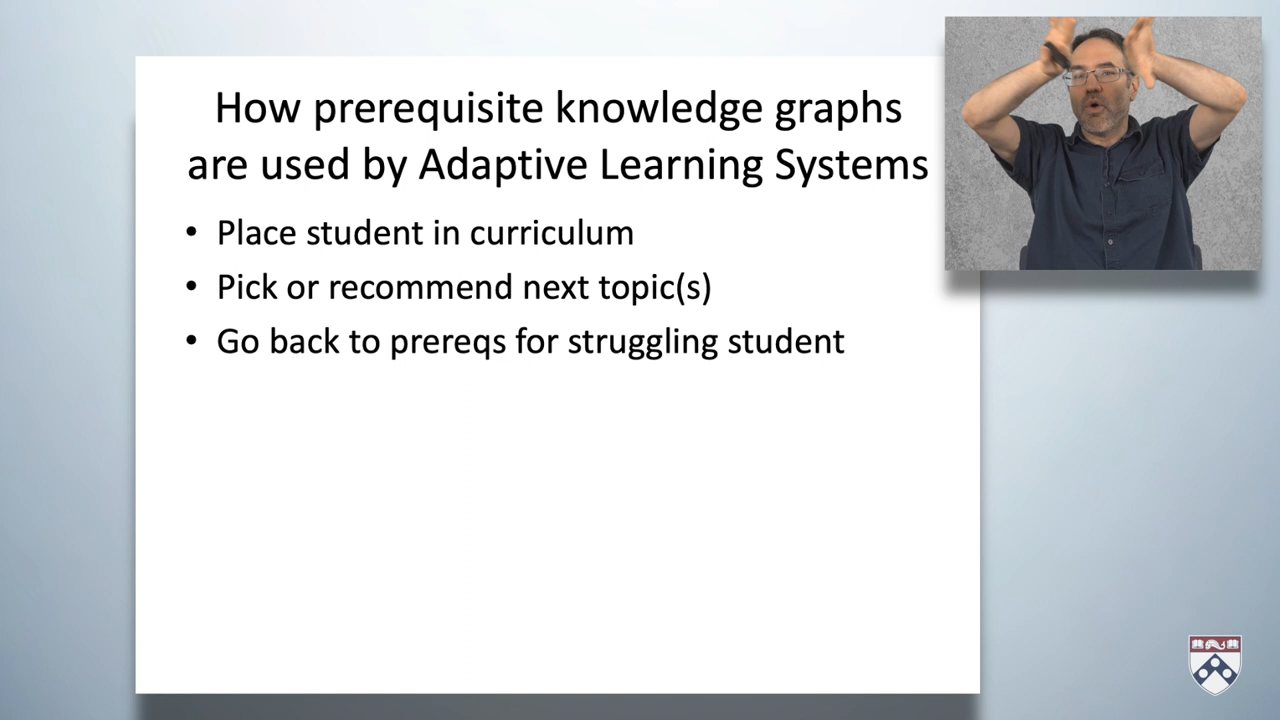 How prerequisite knowledge graphs
are used by Adaptive Learning Systems
• Place student in curriculum
• Pick or recommend next topic(s)
• Go back to prereqs for struggling student